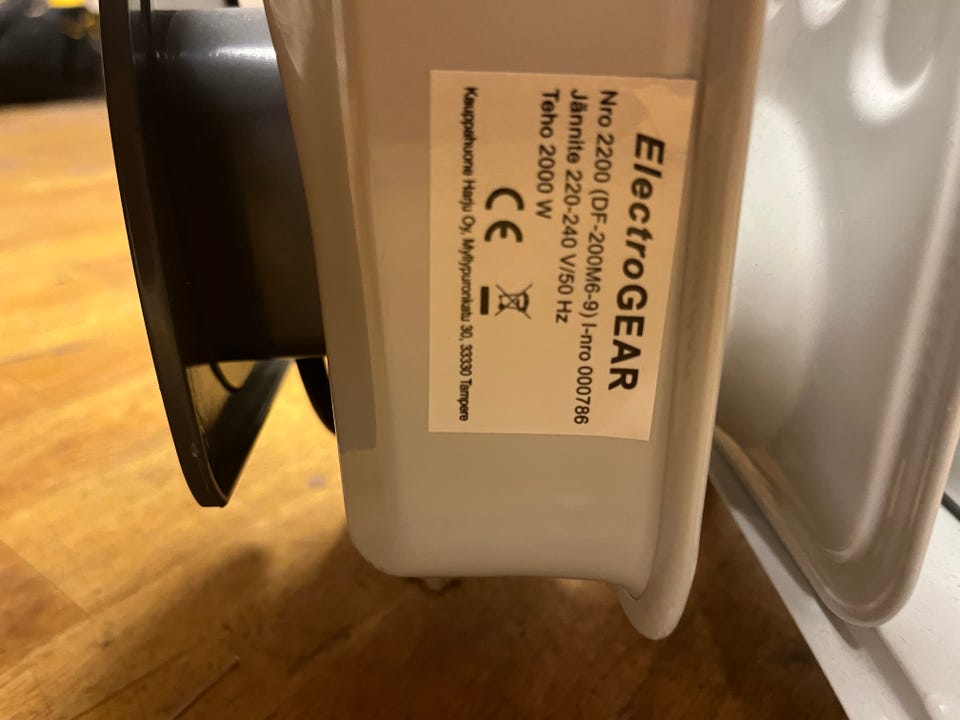 ElectroGEAR
Nro 2200 (DF-200M6-9) I-nro 000786
Jännite 220-240 V/50 Hz
Teho 2000 W
CE
Kauppahuone Harju Oy, Myllypuronkatu 30, 33330 Tampere